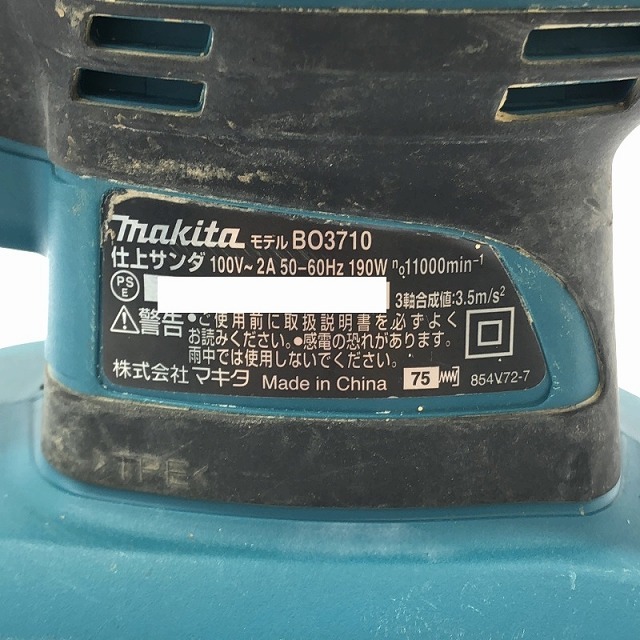 makita モデル BO3710
仕上サンダ 100V~ 2A 50-60Hz 190W n₀11000min⁻¹
PSE
3軸合成値:3.5m/s²
⚠警告 ●ご使用前に取扱説明書を必ずよく
お読みください。●感電の恐れがあります。
雨中では使用しないでください。
株式会社 マキタ Made in China 75 854V72-7
>TPE<